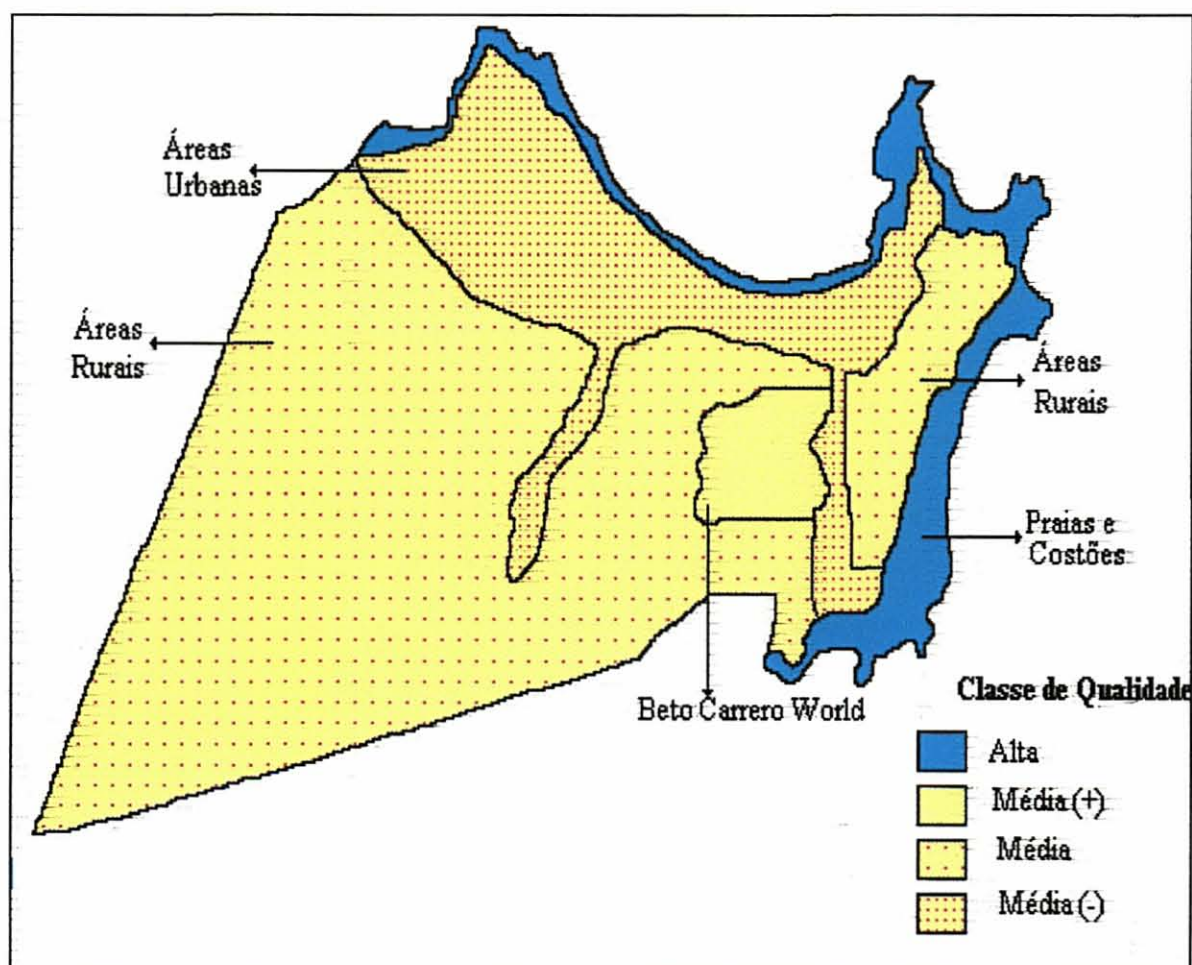 Áreas
Urbanas
Áreas
Rurais
Áreas
Rurais
Praias e
Costões
Beto Carrero World
Classe de Qualidade
Alta
Média (+)
Média
Média (-)